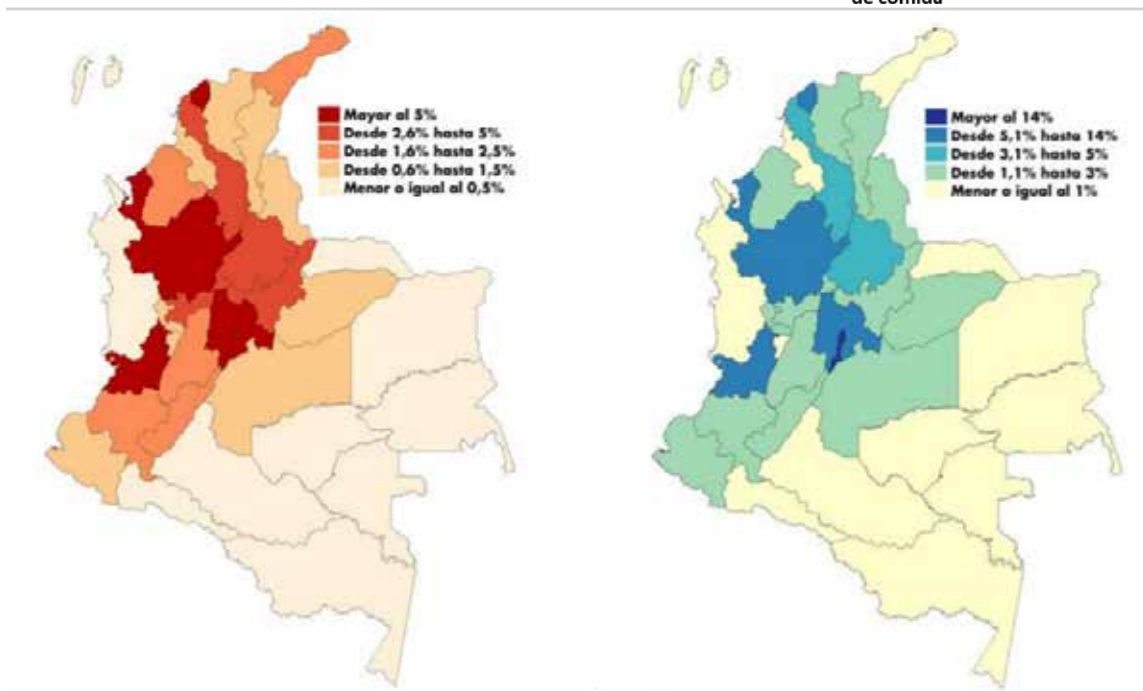 de comida
Mayor al 5%
Desde 2,6% hasta 5%
Desde 1,6% hasta 2,5%
Desde 0,6% hasta 1,5%
Menor o igual al 0,5%
Mayor al 14%
Desde 5,1% hasta 14%
Desde 3,1% hasta 5%
Desde 1,1% hasta 3%
Menor o igual al 1%